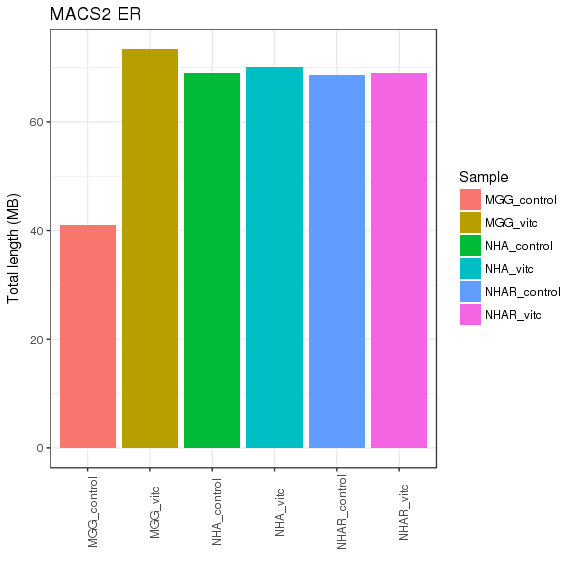 MACS2 ER
Total length (MB)
60
40
20
0
MGG_control
MGG_vitc
NHA_control
NHA_vitc
NHAR_control
NHAR_vitc
Sample
MGG_control
MGG_vitc
NHA_control
NHA_vitc
NHAR_control
NHAR_vitc